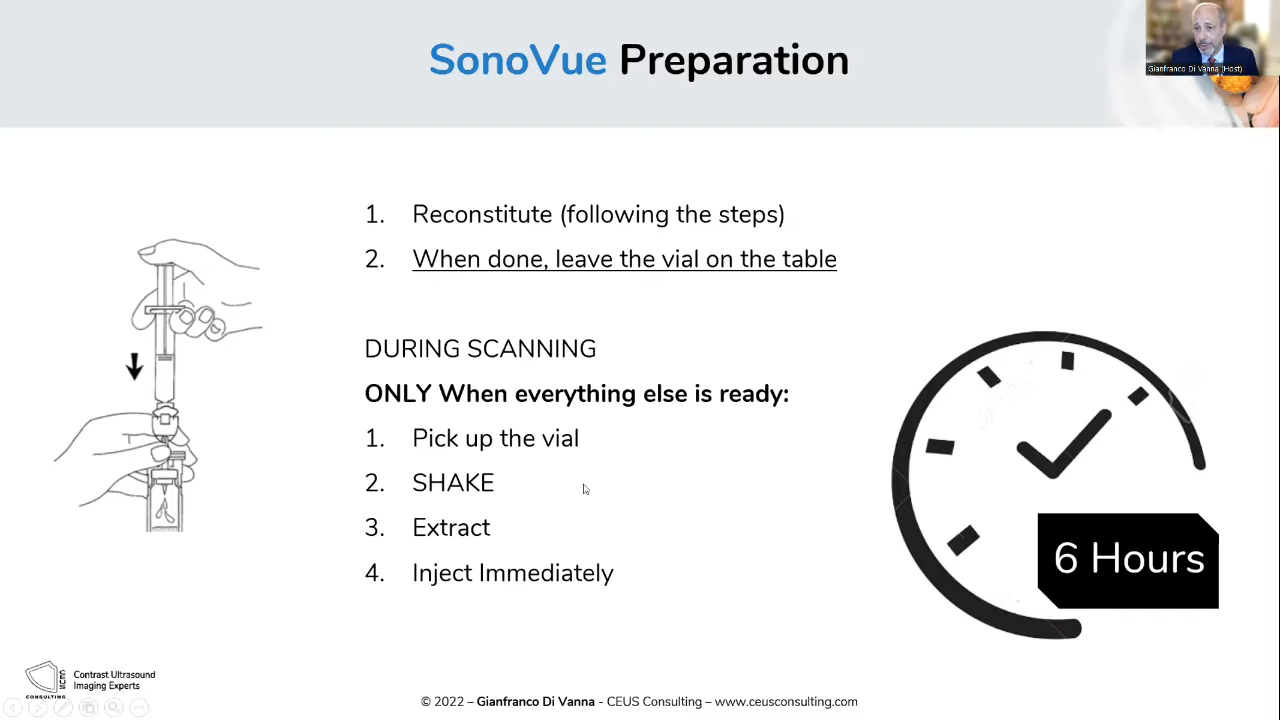 SonoVue Preparation
Gianfranco Di Vanna (Host)
1. Reconstitute (following the steps)
2. When done, leave the vial on the table
DURING SCANNING
ONLY When everything else is ready:
1. Pick up the vial
2. SHAKE
3. Extract
4. Inject Immediately
6 Hours
CEUS
CONSULTING
Contrast Ultrasound
Imaging Experts
© 2022 – Gianfranco Di Vanna - CEUS Consulting – www.ceusconsulting.com